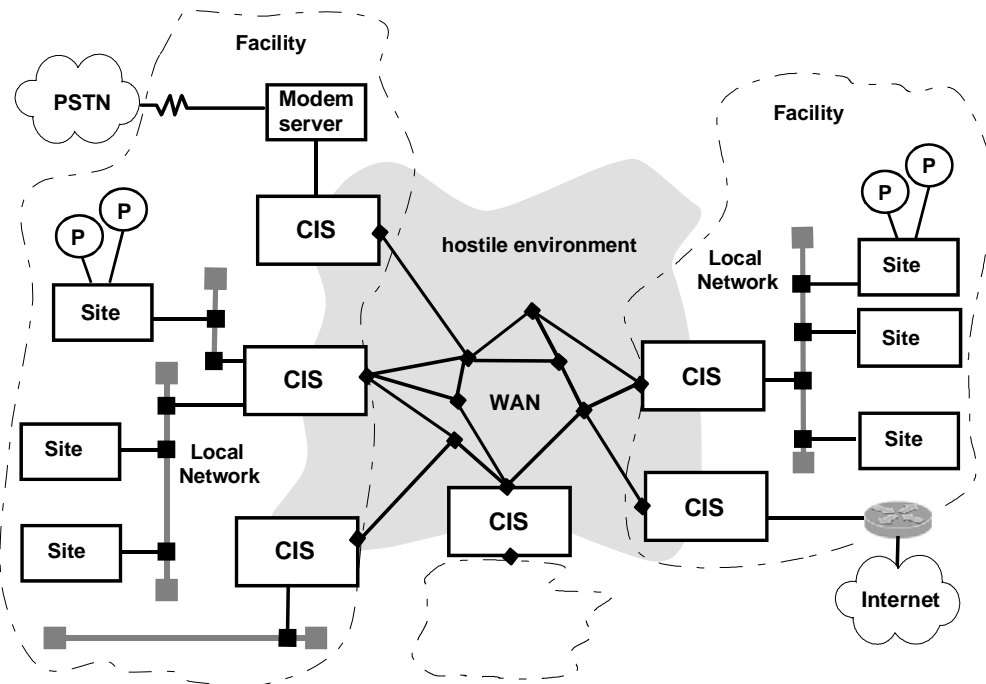 Facility
PSTN
Modem
server
Facility
P
P
P
P
CIS
hostile environment
Local
Network
Site
Site
Site
CIS
CIS
WAN
Site
Local
Network
Site
CIS
CIS
CIS
Site
Internet